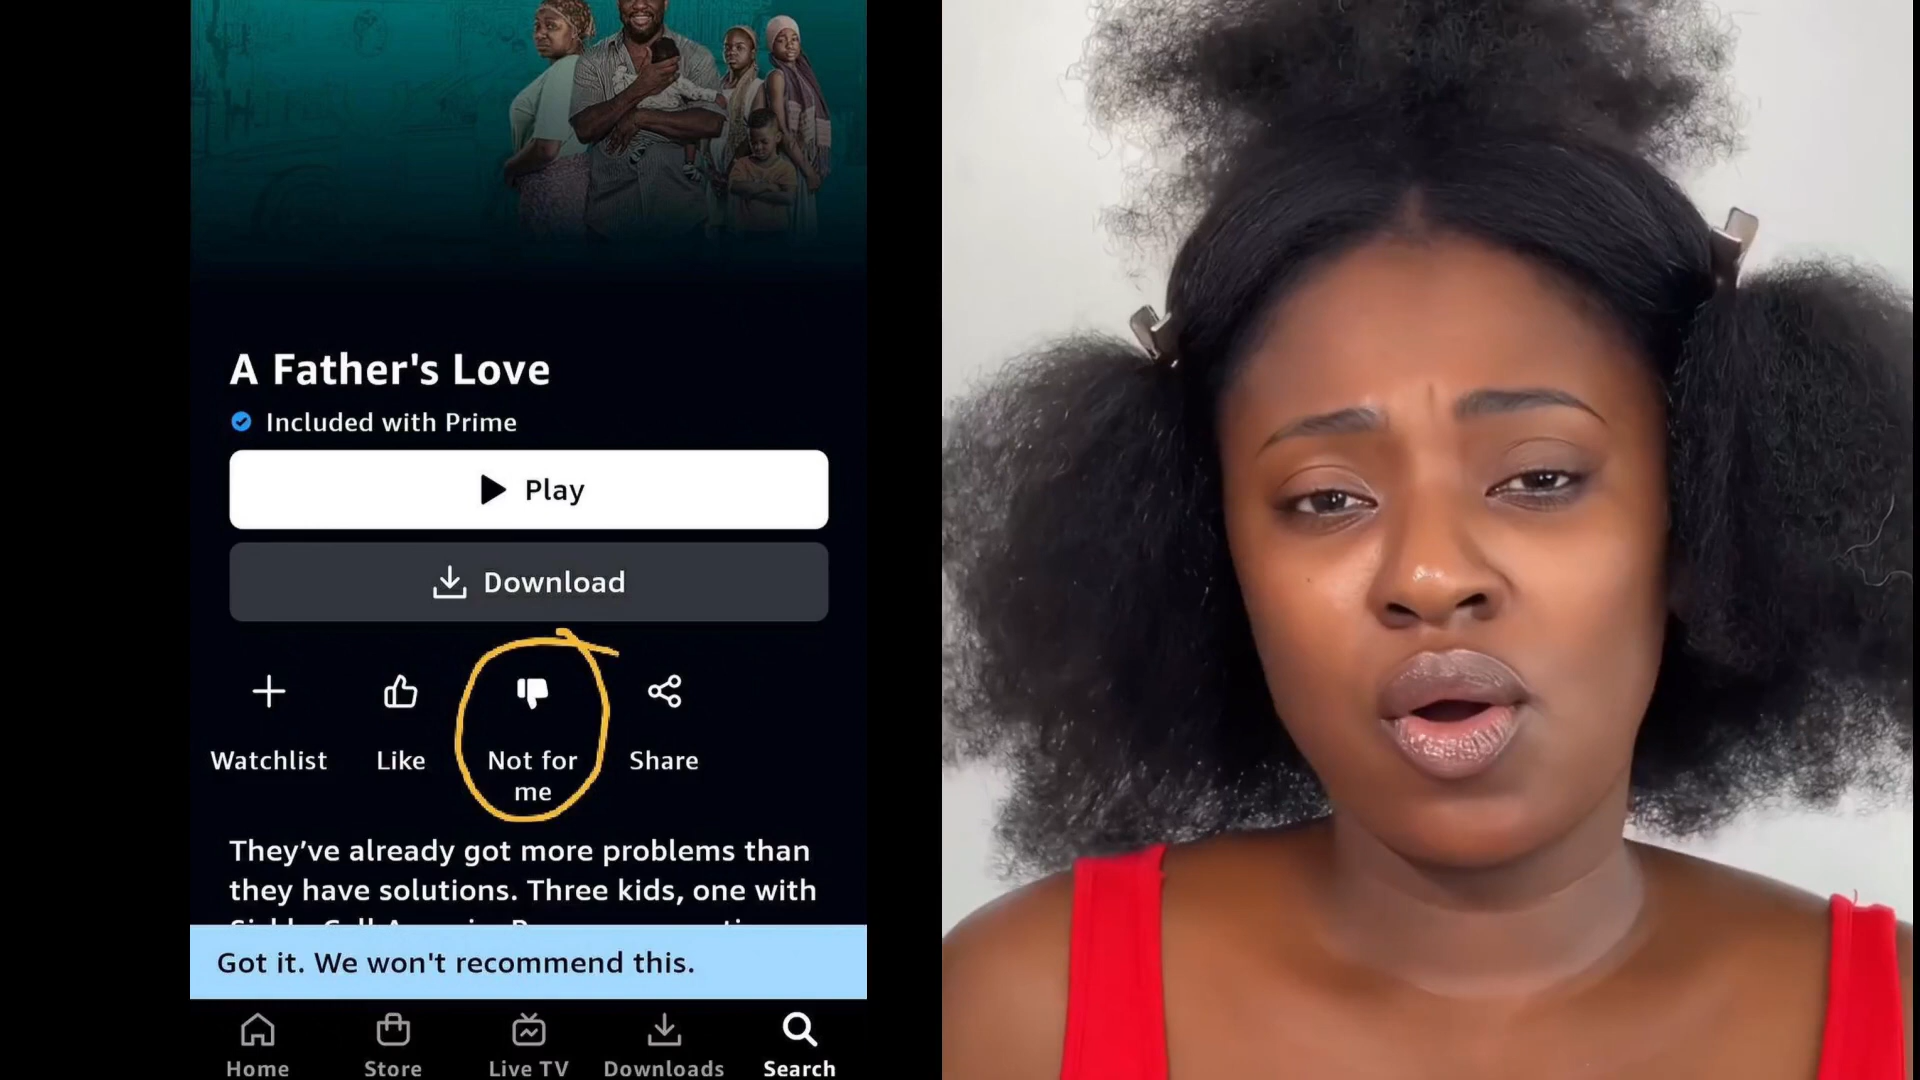 A Father's Love
Included with Prime
Play
Download
Watchlist
Like
Not for
me
Share
They’ve already got more problems than
they have solutions. Three kids, one with
Got it. We won't recommend this.
Home
Store
Live TV
Downloads
Search